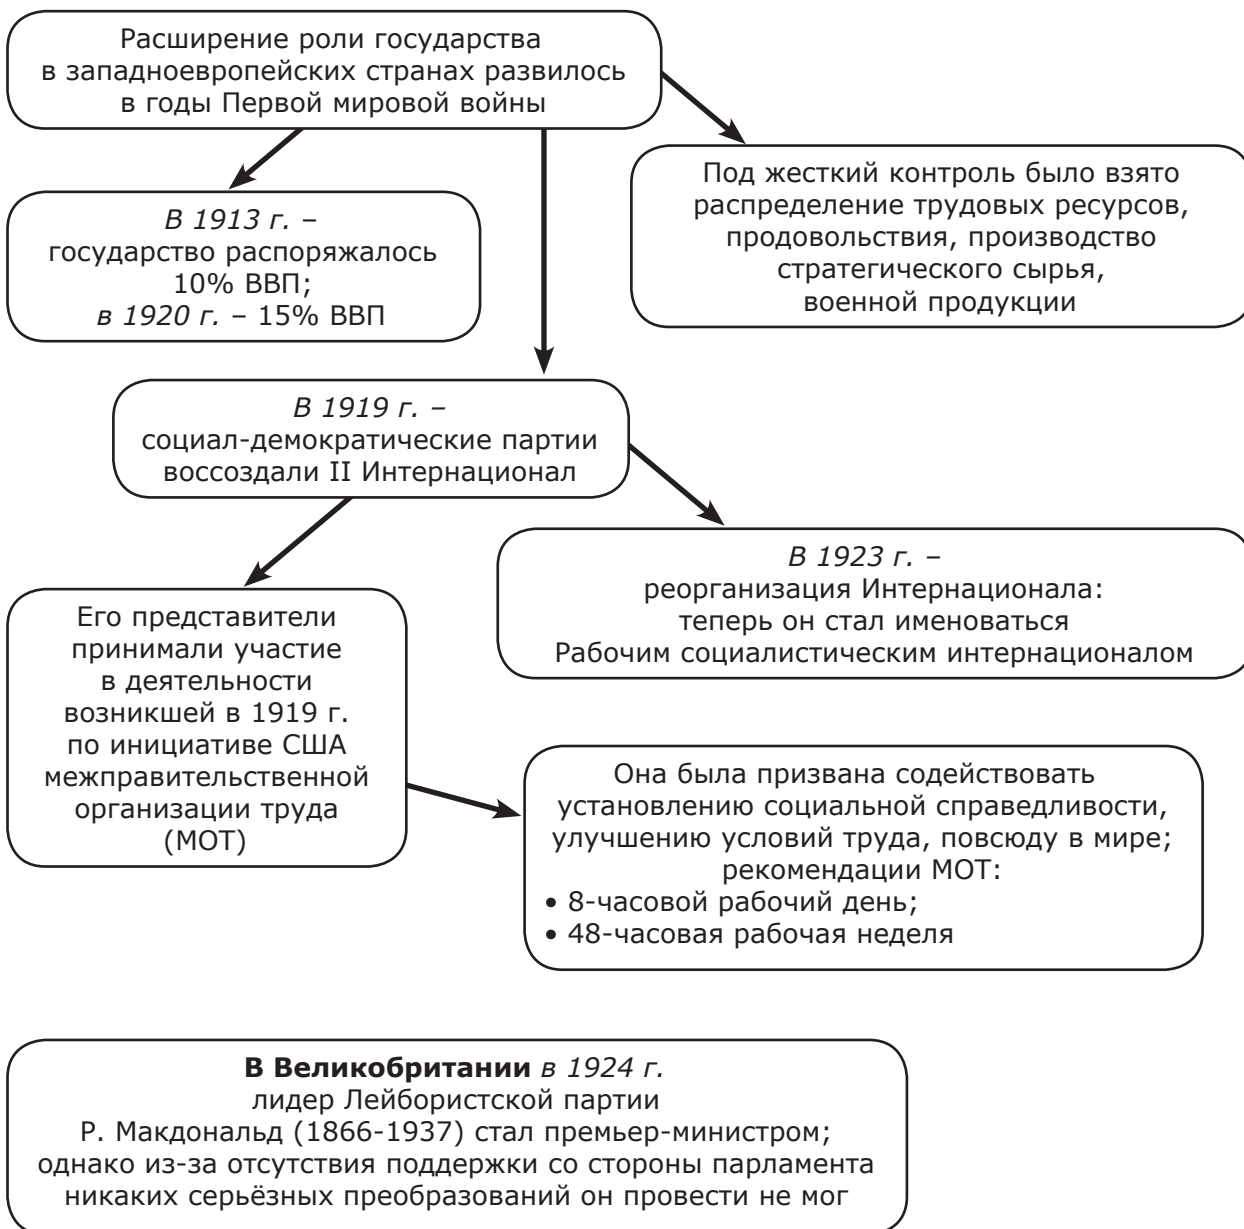 Расширение роли государства
в западноевропейских странах развилось
в годы Первой мировой войны
В 1913 г. –
государство распоряжалось
10% ВВП;
в 1920 г. – 15% ВВП
Под жесткий контроль было взято
распределение трудовых ресурсов,
продовольствия, производство
стратегического сырья,
военной продукции
В 1919 г. –
социал-демократические партии
воссоздали II Интернационал
В 1923 г. –
реорганизация Интернационала:
теперь он стал именоваться
Рабочим социалистическим интернационалом
Его представители
принимали участие
в деятельности
возникшей в 1919 г.
по инициативе США
межправительственной
организации труда
(МОТ)
Она была призвана содействовать
установлению социальной справедливости,
улучшению условий труда, повсюду в мире;
рекомендации МОТ:
• 8-часовой рабочий день;
• 48-часовая рабочая неделя
В Великобритании в 1924 г.
лидер Лейбористской партии
Р. Макдональд (1866-1937) стал премьер-министром;
однако из-за отсутствия поддержки со стороны парламента
никаких серьёзных преобразований он провести не мог